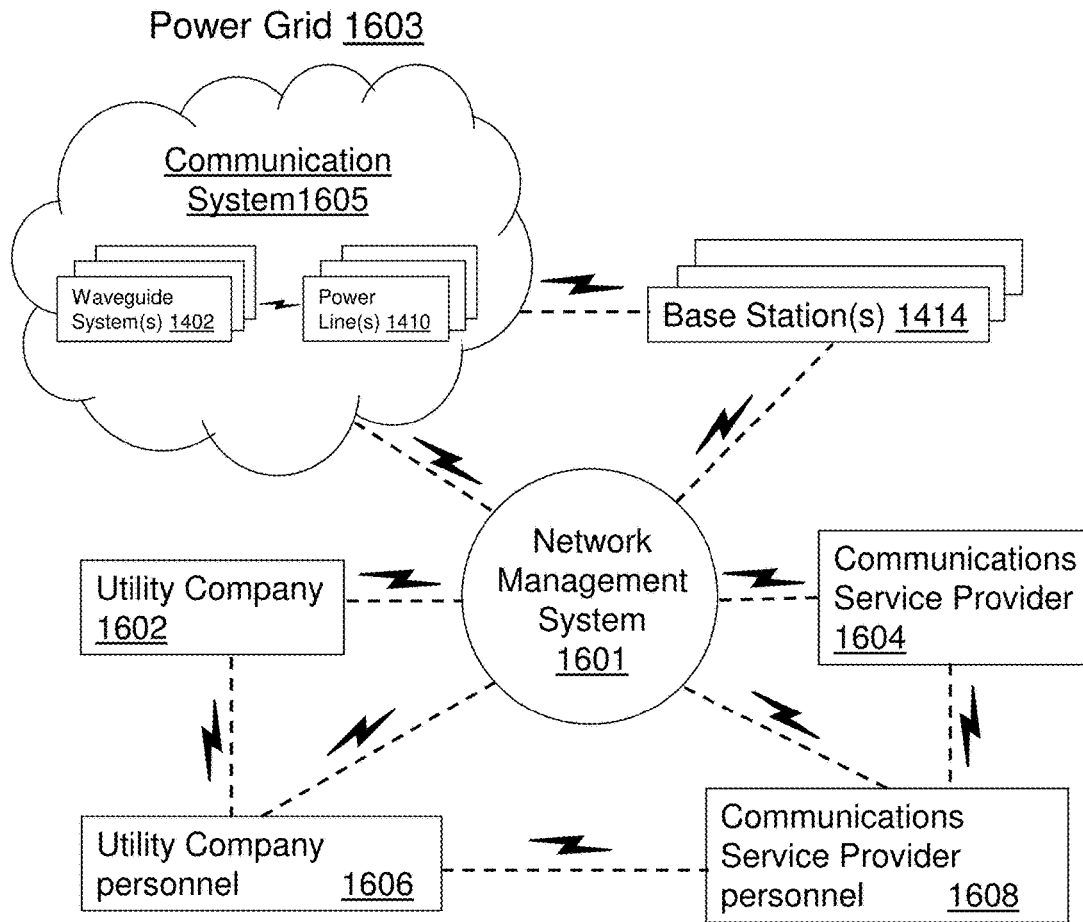 Power Grid 1603
Communication
System1605
Waveguide
System(s) 1402
Power
Line(s) 1410
Base Station(s) 1414
Network
Management
System
1601
Utility Company
1602
Communications
Service Provider
1604
Utility Company
personnel 1606
Communications
Service Provider
personnel 1608